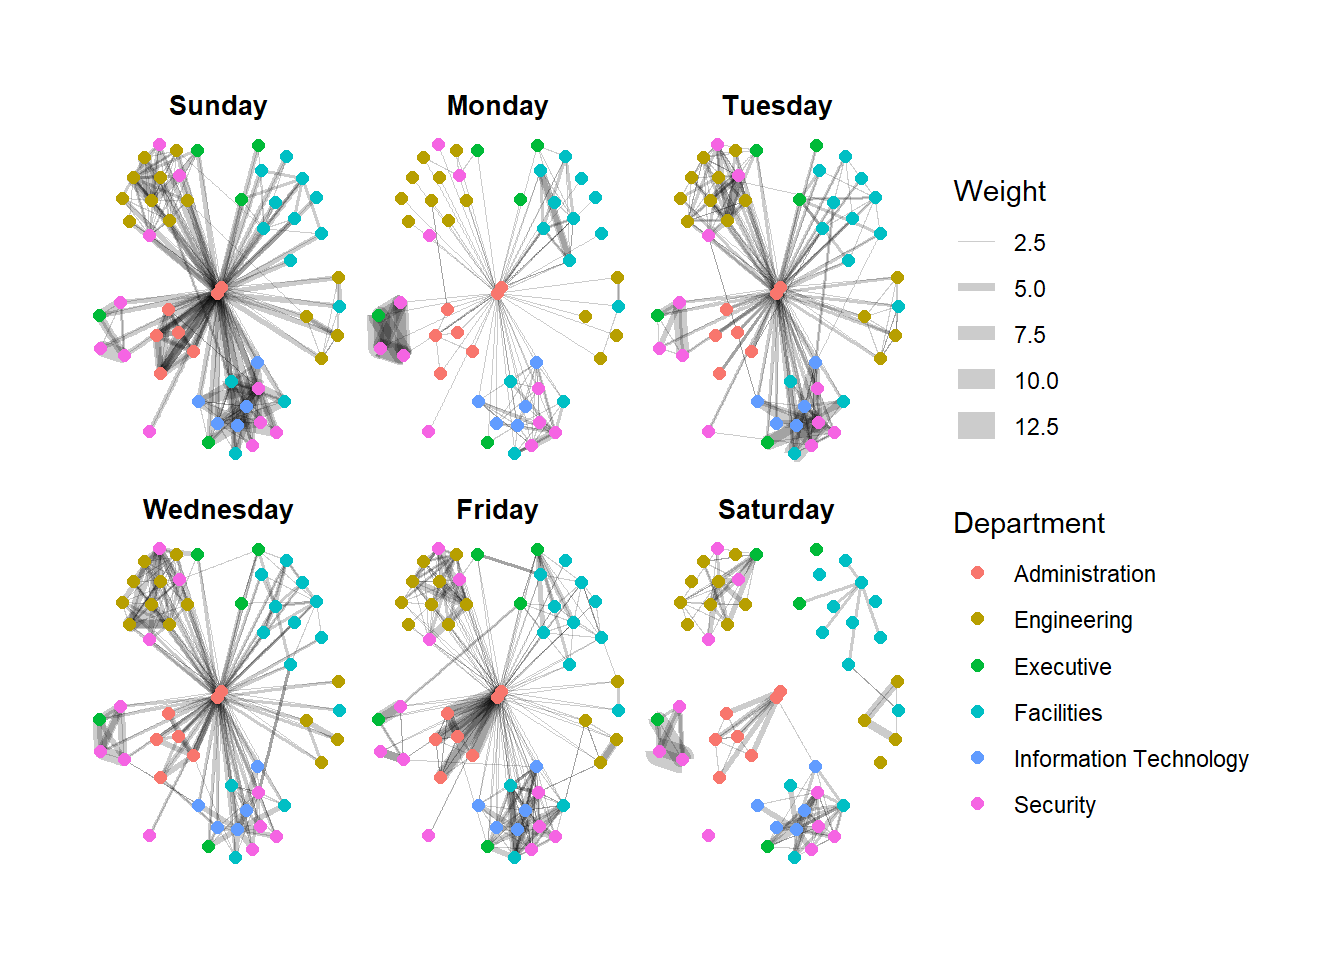 Sunday
Monday
Tuesday
Weight
2.5
5.0
7.5
10.0
12.5
Wednesday
Friday
Saturday
Department
Administration
Engineering
Executive
Facilities
Information Technology
Security